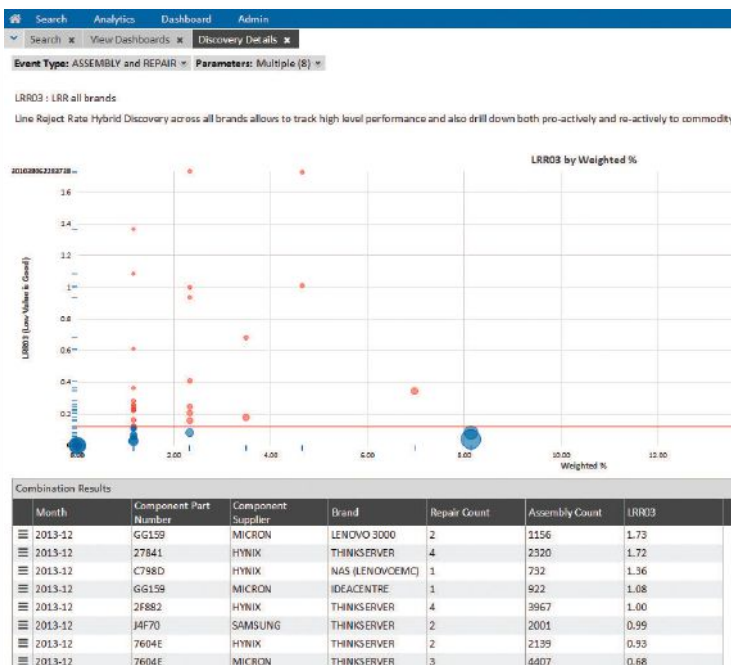 Search Analytics Dashboard Admin
Search x View Dashboards x Discovery Details x
Event Type: ASSEMBLY and REPAIR Parameters: Multiple (8)
LRR03 : LRR all brands
Line Reject Rate Hybrid Discovery across all brands allows to track high level performance and also drill down both pro-actively and re-actively to commodity
LRR03 by Weighted %
1.6
1.4
1.2
1
0.8
0.6
0.4
0.2
LRR03 (Low Value is Good)
0.00 2.00 4.00 6.00 8.00 10.00 12.00
Weighted %
Combination Results
Month Component Part Number Component Supplier Brand Repair Count Assembly Count LRR03
2013-12 GG159 MICRON LENOVO 3000 2 1156 1.73
2013-12 27841 HYNIX THINKSERVER 4 2320 1.72
2013-12 C798D HYNIX NAS (LENOVOEMC) 1 732 1.36
2013-12 GG159 MICRON IDEACENTRE 1 922 1.08
2013-12 2F882 HYNIX THINKSERVER 4 3967 1.00
2013-12 J4F70 SAMSUNG THINKSERVER 2 2001 0.99
2013-12 7604E HYNIX THINKSERVER 2 2139 0.93
2013-12 7604E MICRON THINKSERVER 3 4407 0.68